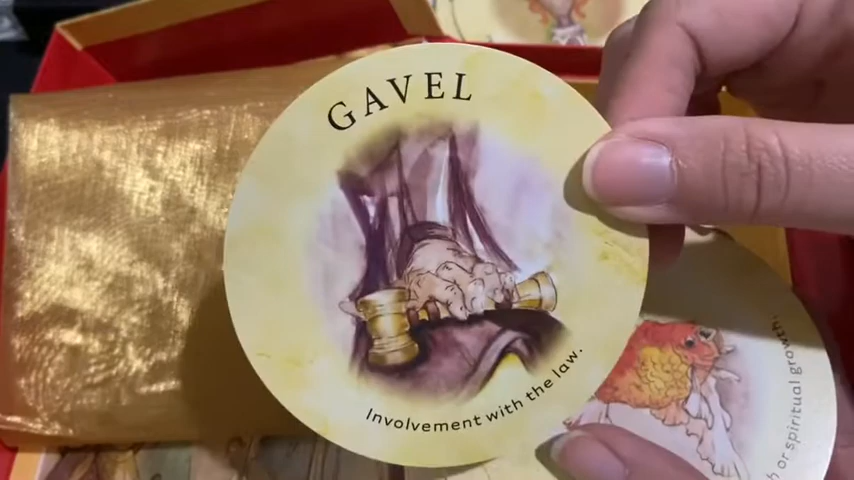 GAVEL
Involvement with the law.
or spiritual growth.